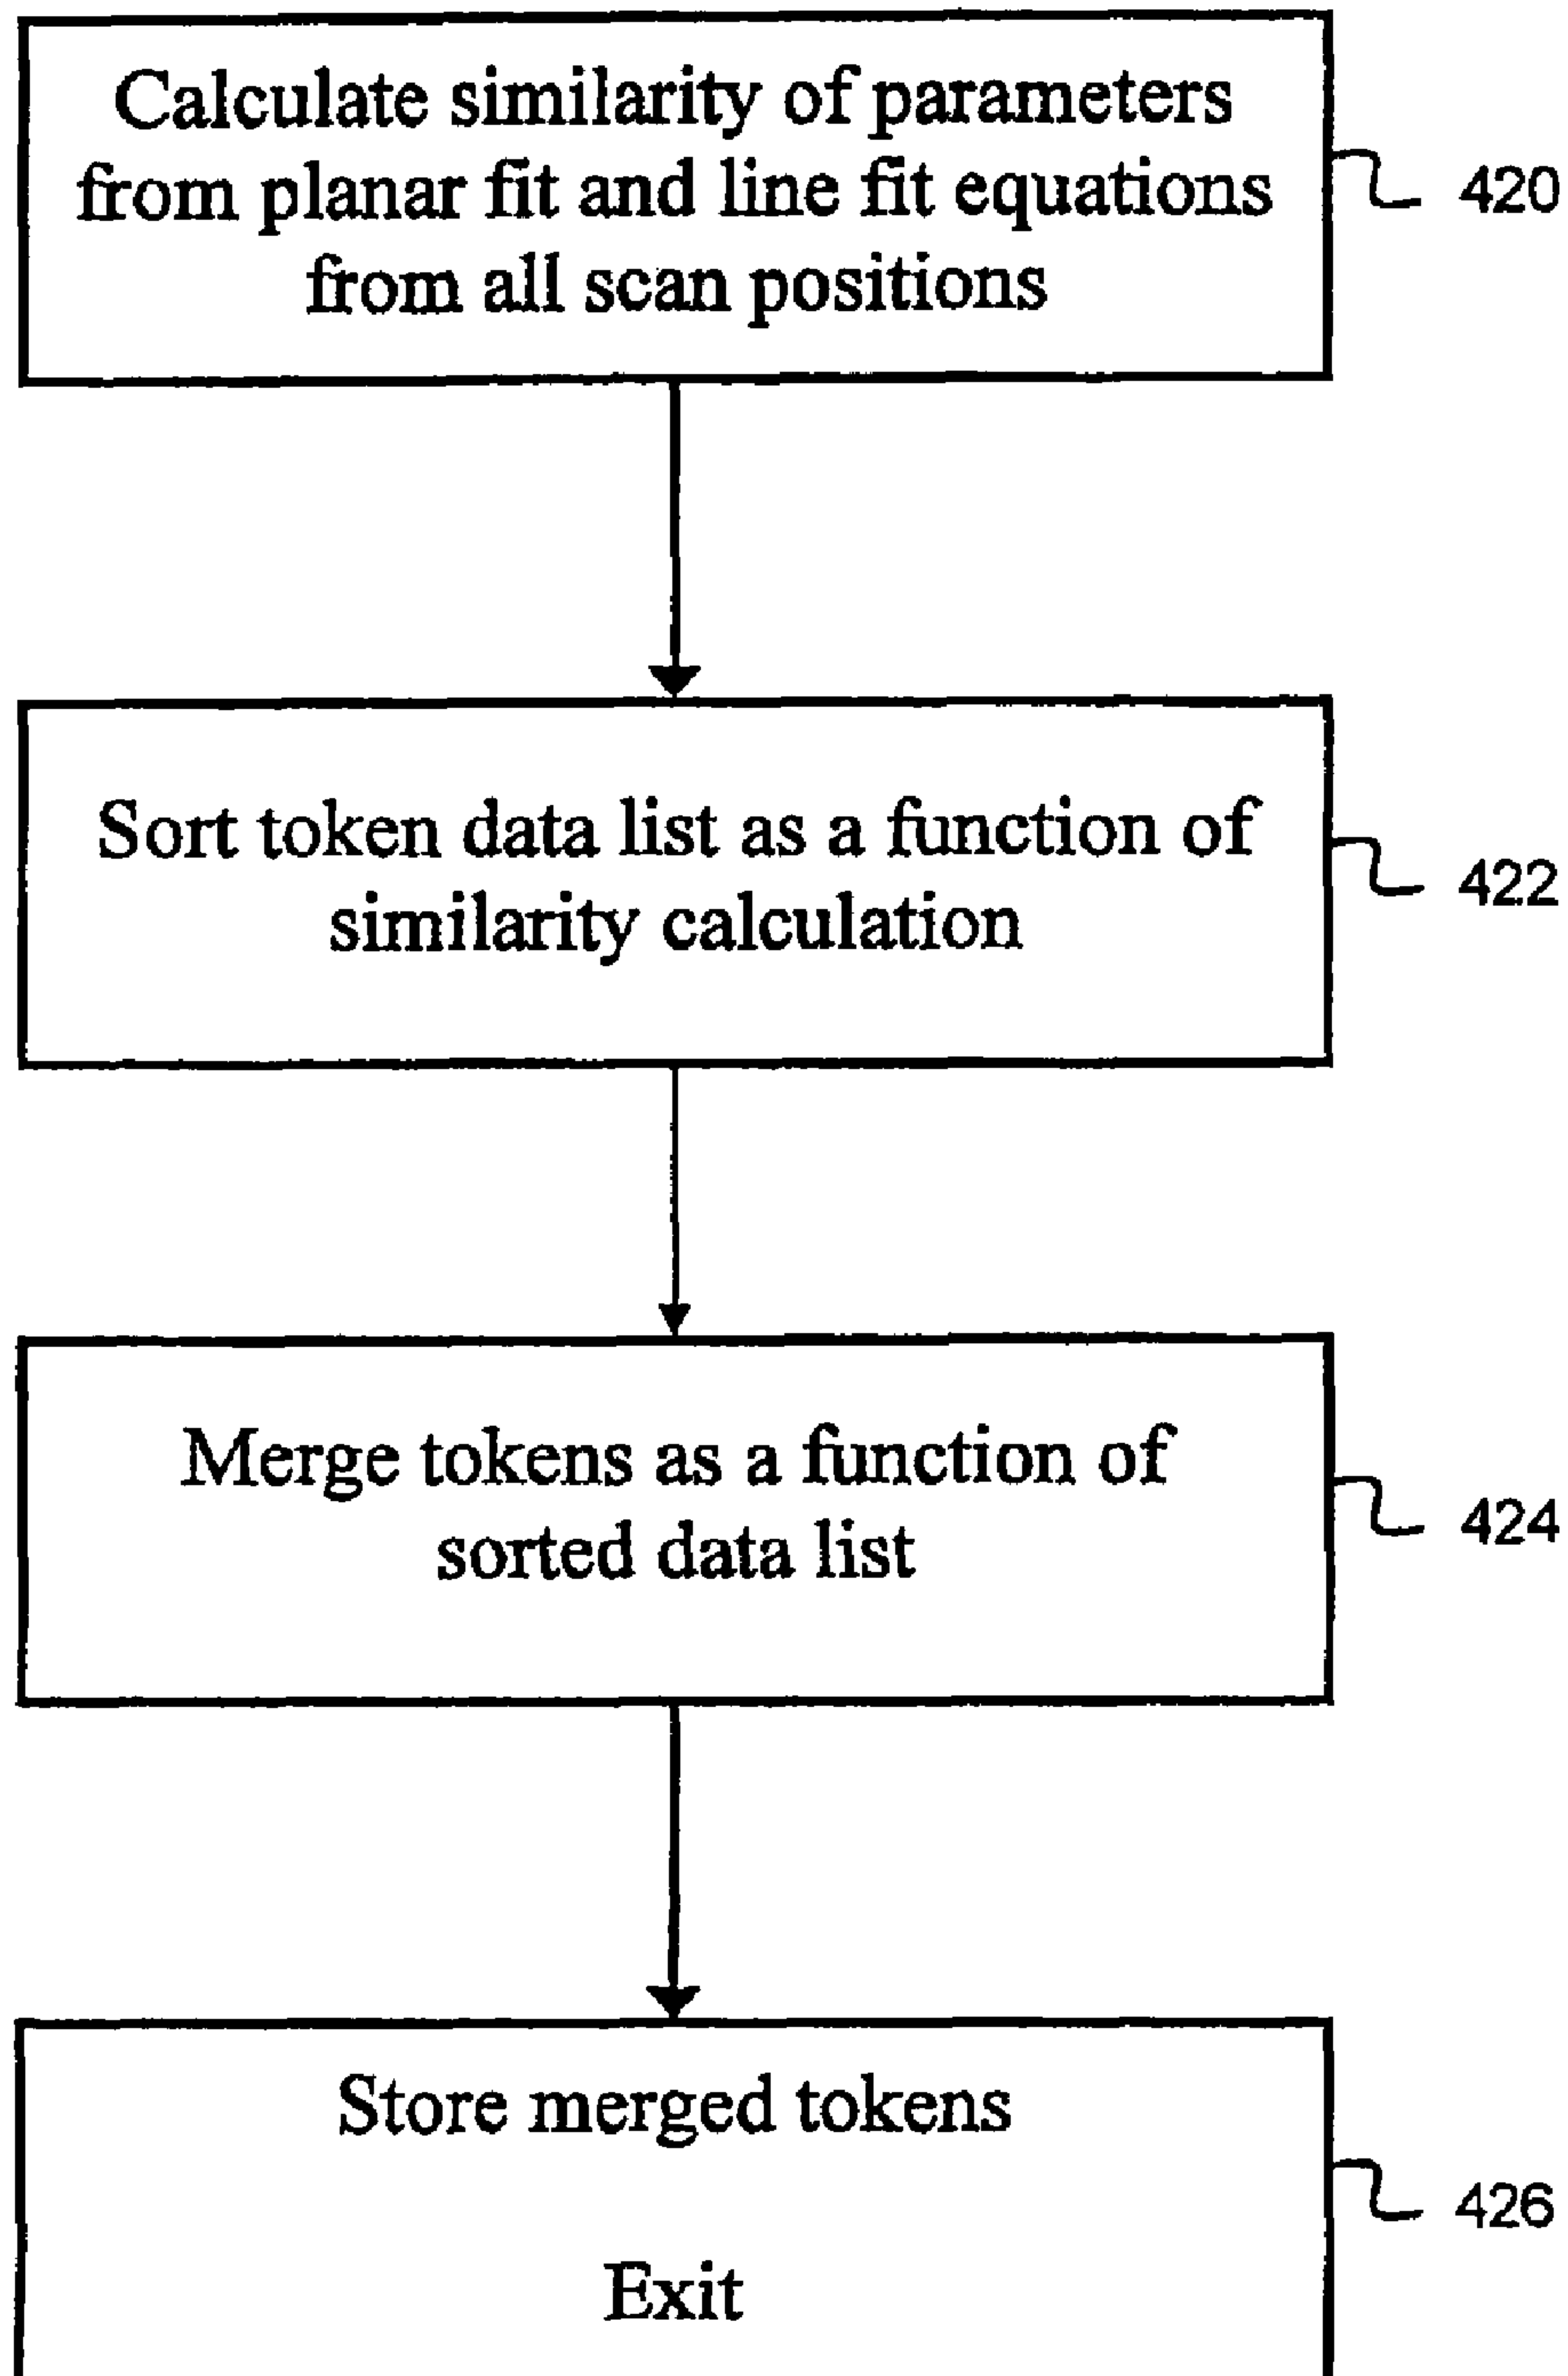 Calculate similarity of parameters
from planar fit and line fit equations
from all scan positions
420
Sort token data list as a function of
similarity calculation
422
Merge tokens as a function of
sorted data list
424
Store merged tokens
426
Exit